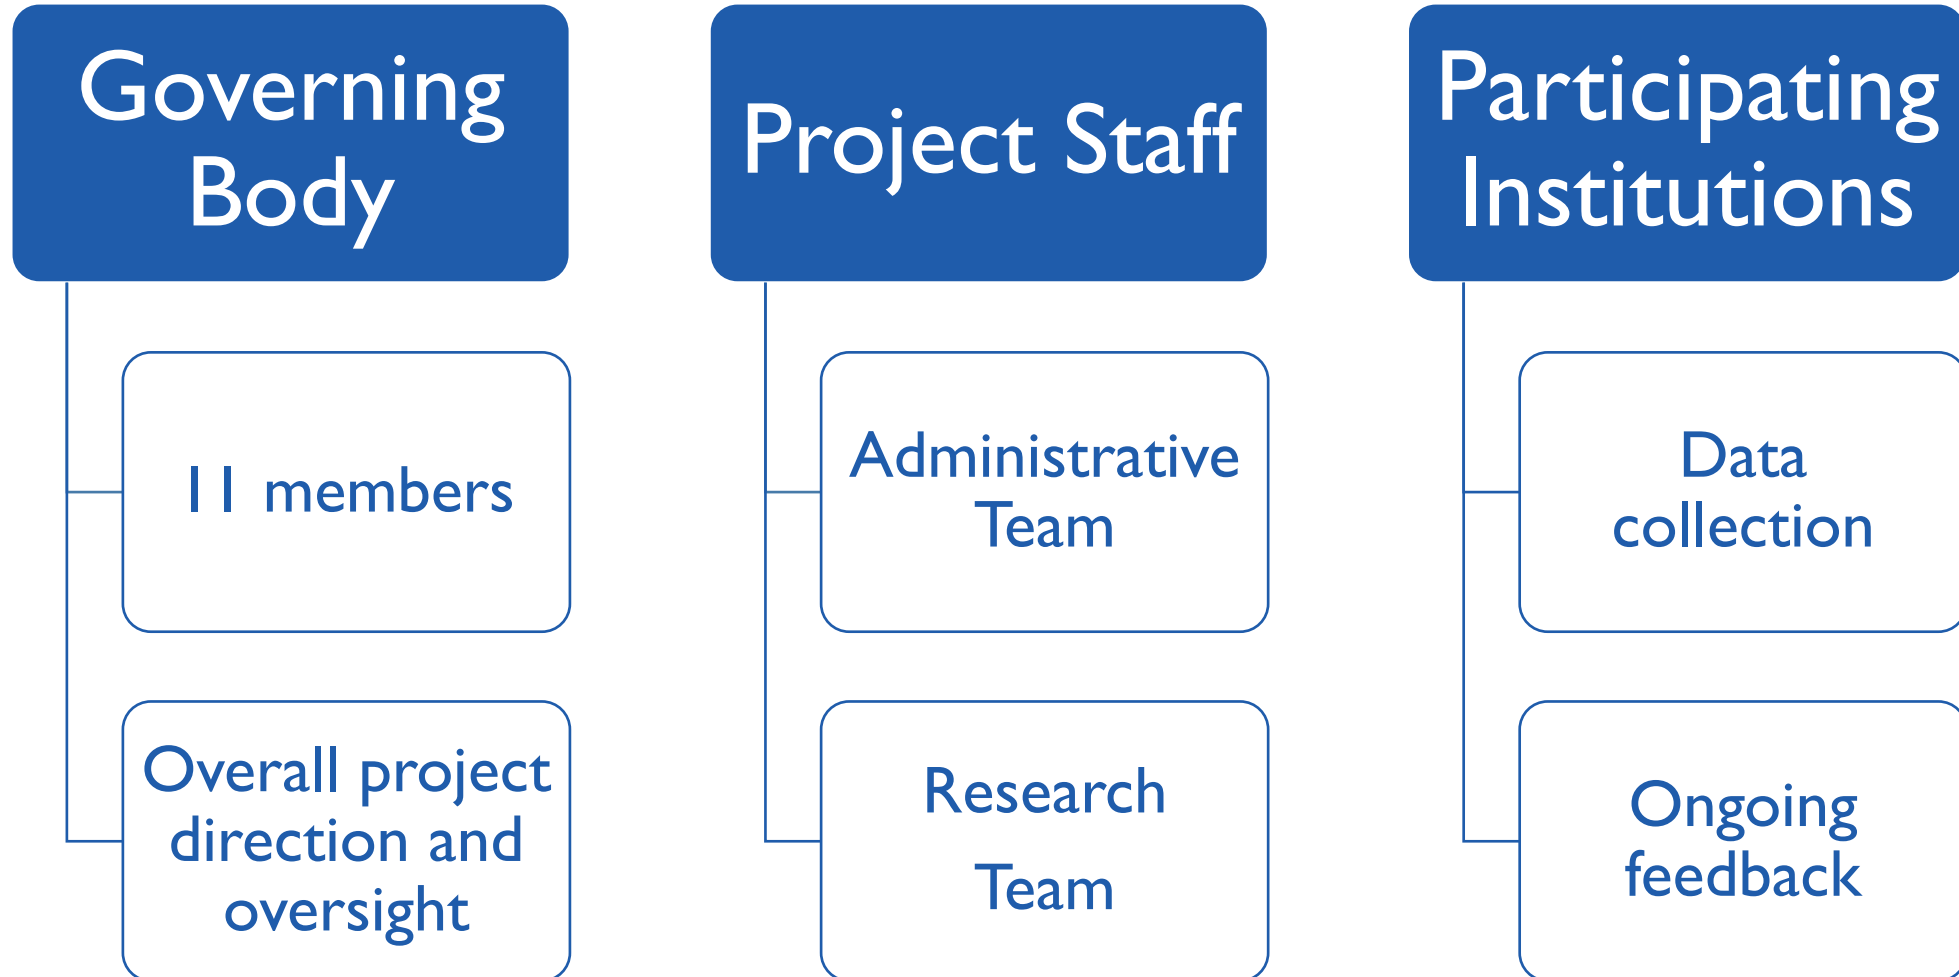 Governing
Body
11 members
Overall project
direction and
oversight
Project Staff
Administrative
Team
Research
Team
Participating
Institutions
Data
collection
Ongoing
feedback